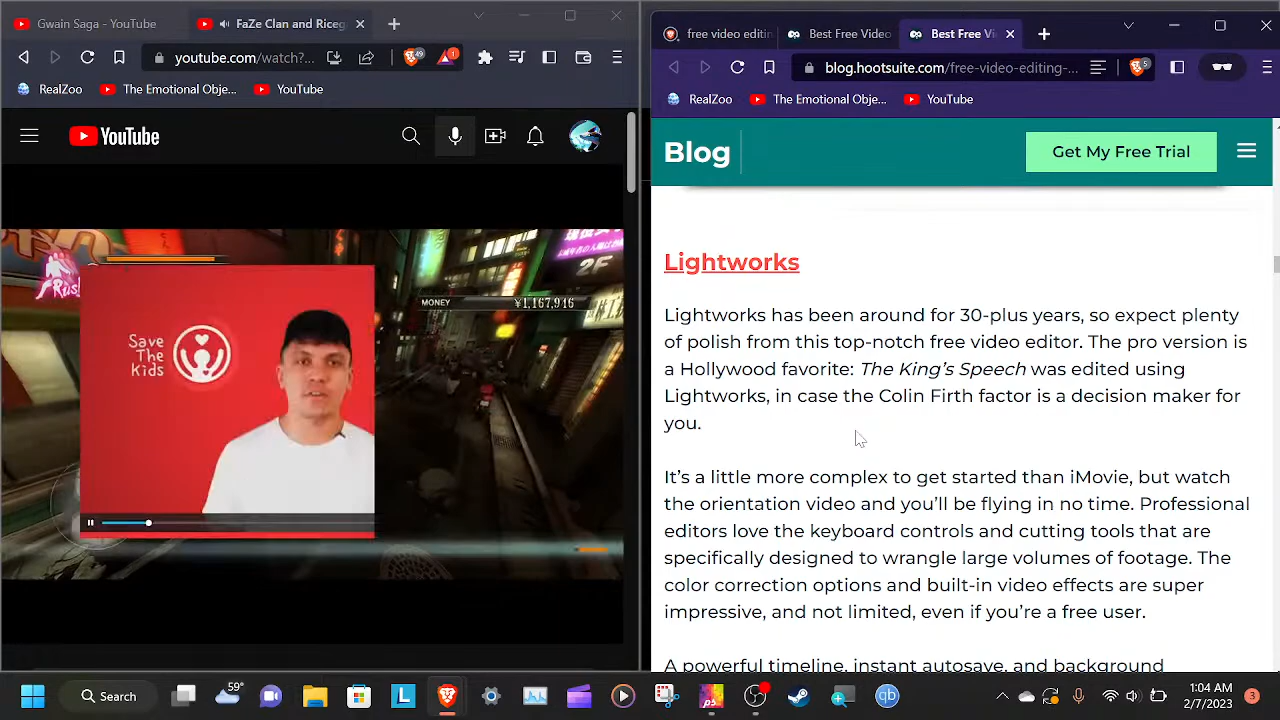 Gwain Saga - YouTube
FaZe Clan and Riceg
youtube.com/watch?...
49
1
RealZoo
The Emotional Obje...
YouTube
YouTube
Rus
MONEY
¥1,167,916
2F
Save
The
Kids
free video editin
Best Free Video
Best Free Vi
blog.hootsuite.com/free-video-editing-...
5
RealZoo
The Emotional Obje...
YouTube
Blog
Get My Free Trial
Lightworks
Lightworks has been around for 30-plus years, so expect plenty
of polish from this top-notch free video editor. The pro version is
a Hollywood favorite: The King's Speech was edited using
Lightworks, in case the Colin Firth factor is a decision maker for
you.
It's a little more complex to get started than iMovie, but watch
the orientation video and you'll be flying in no time. Professional
editors love the keyboard controls and cutting tools that are
specifically designed to wrangle large volumes of footage. The
color correction options and built-in video effects are super
impressive, and not limited, even if you're a free user.
A powerful timeline, instant autosave, and background
Search
59°
L
ps
qb
1:04 AM
2/7/2023
3